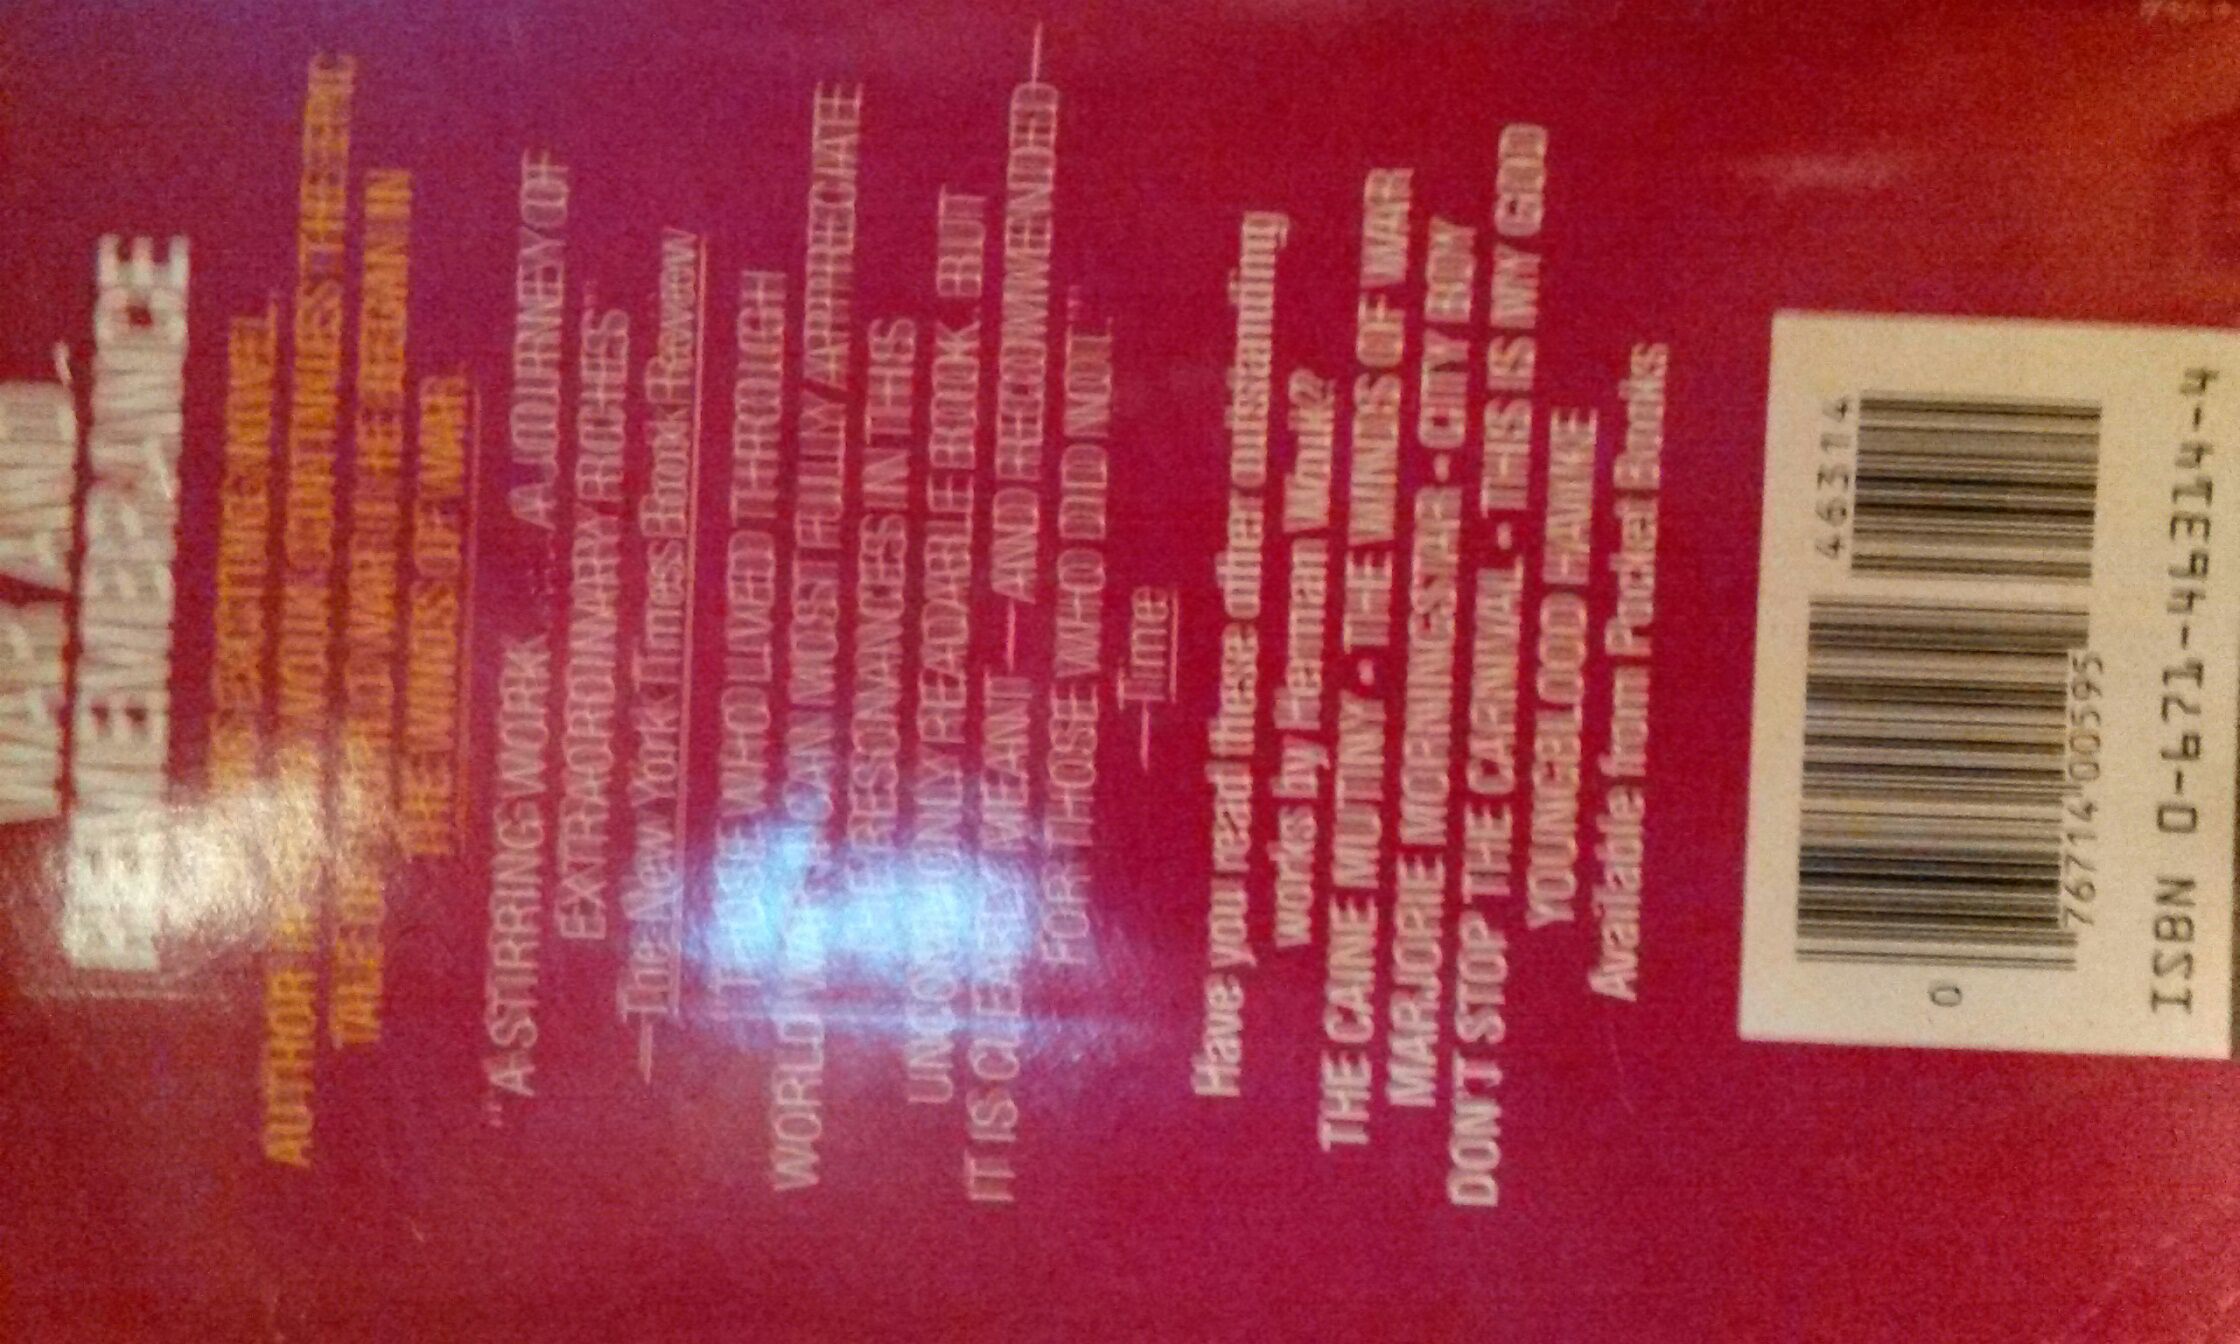 WAR AND
REMEMBRANCE
BESTSELLING NOVEL
AUTHOR HERMAN WOUK CONTINUES THE EPIC
TALE OF WORLD WAR II HE BEGAN IN
THE WINDS OF WAR
"A STIRRING WORK... A JOURNEY OF
EXTRAORDINARY RICHES"
—The New York Times Book Review
"THOSE WHO LIVED THROUGH
WORLD WAR II CAN MOST FULLY APPRECIATE
THE RESONANCES IN THIS
UNCOMMONLY READABLE BOOK. BUT
IT IS CLEARLY MEANT — AND RECOMMENDED —
FOR THOSE WHO DID NOT."
—Time
Have you read these other outstanding
works by Herman Wouk?
THE CAINE MUTINY • THE WINDS OF WAR
MARJORIE MORNINGSTAR • CITY BOY
DON'T STOP THE CARNIVAL • THIS IS MY GOD
YOUNGBLOOD HAWKE
Available from Pocket Books
46314
0 76714 00595
ISBN 0-671-46314-4